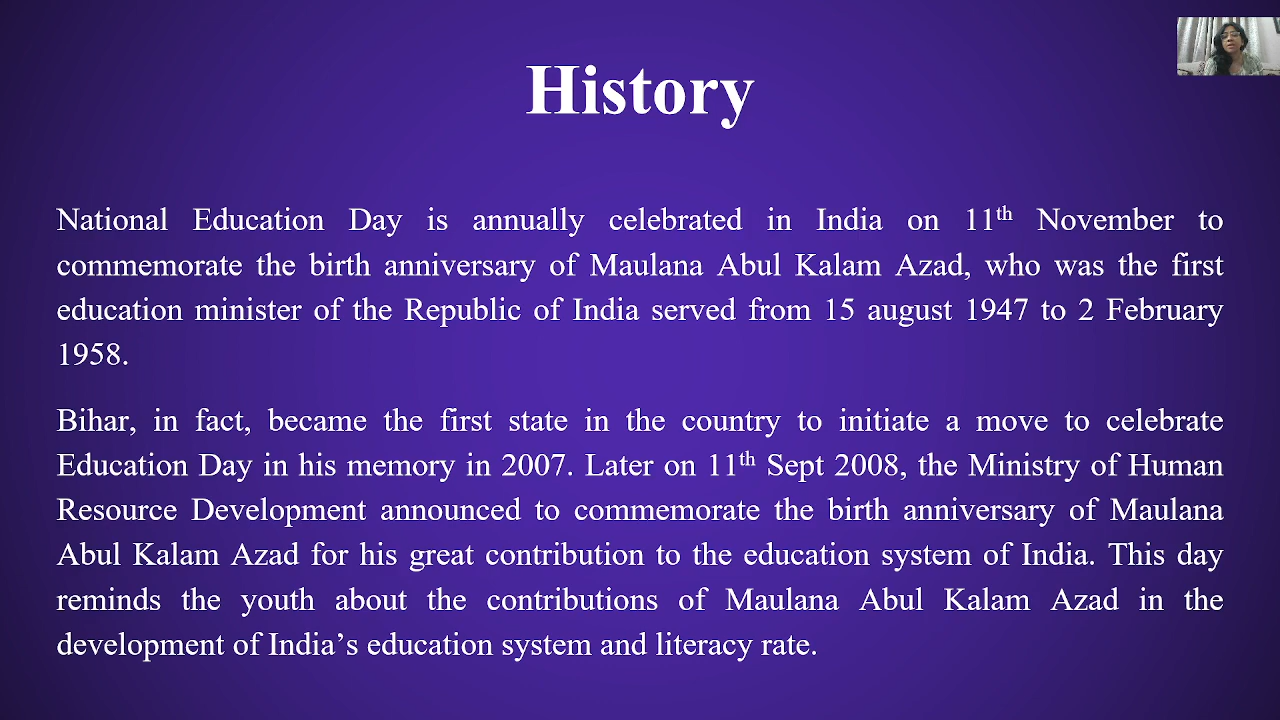 History
National Education Day is annually celebrated in India on 11th November to
commemorate the birth anniversary of Maulana Abul Kalam Azad, who was the first
education minister of the Republic of India served from 15 august 1947 to 2 February
1958.
Bihar, in fact, became the first state in the country to initiate a move to celebrate
Education Day in his memory in 2007. Later on 11th Sept 2008, the Ministry of Human
Resource Development announced to commemorate the birth anniversary of Maulana
Abul Kalam Azad for his great contribution to the education system of India. This day
reminds the youth about the contributions of Maulana Abul Kalam Azad in the
development of India’s education system and literacy rate.